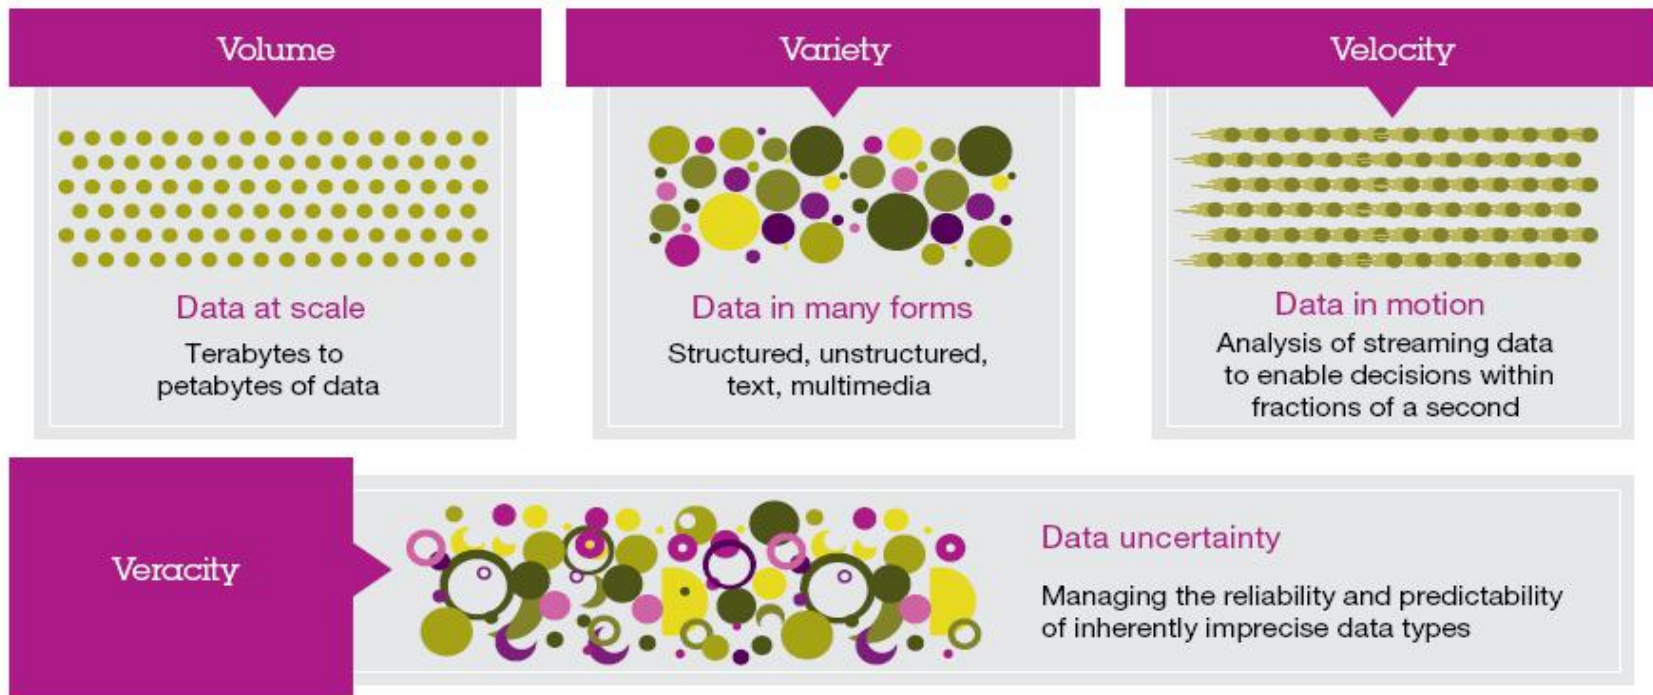 Volume
Data at scale
Terabytes to
petabytes of data
Variety
Data in many forms
Structured, unstructured,
text, multimedia
Velocity
Data in motion
Analysis of streaming data
to enable decisions within
fractions of a second
Veracity
Data uncertainty
Managing the reliability and predictability
of inherently imprecise data types